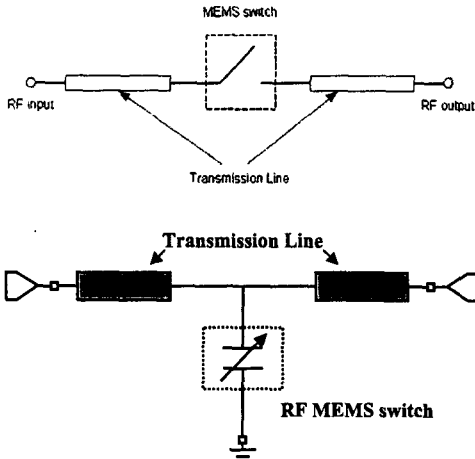 MEMS switch
RF input
RF output
Transmission Line
Transmission Line
RF MEMS switch